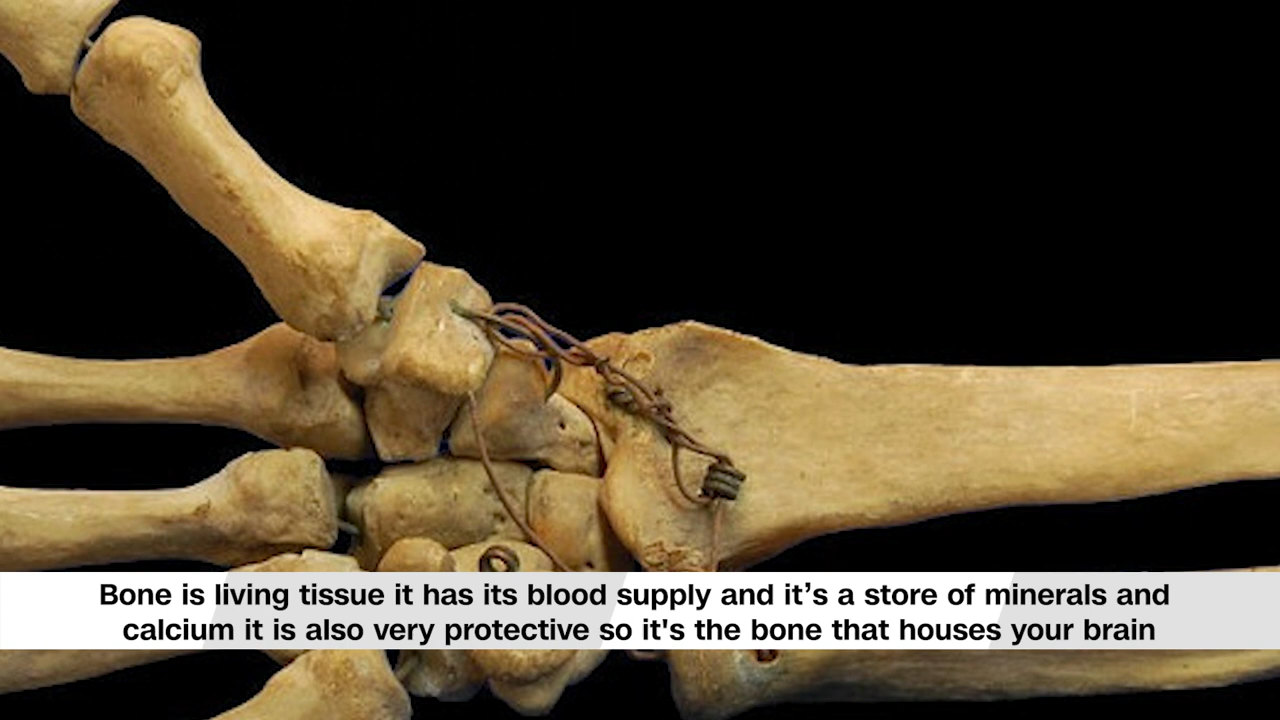 Bone is living tissue it has its blood supply and it’s a store of minerals and
calcium it is also very protective so it's the bone that houses your brain